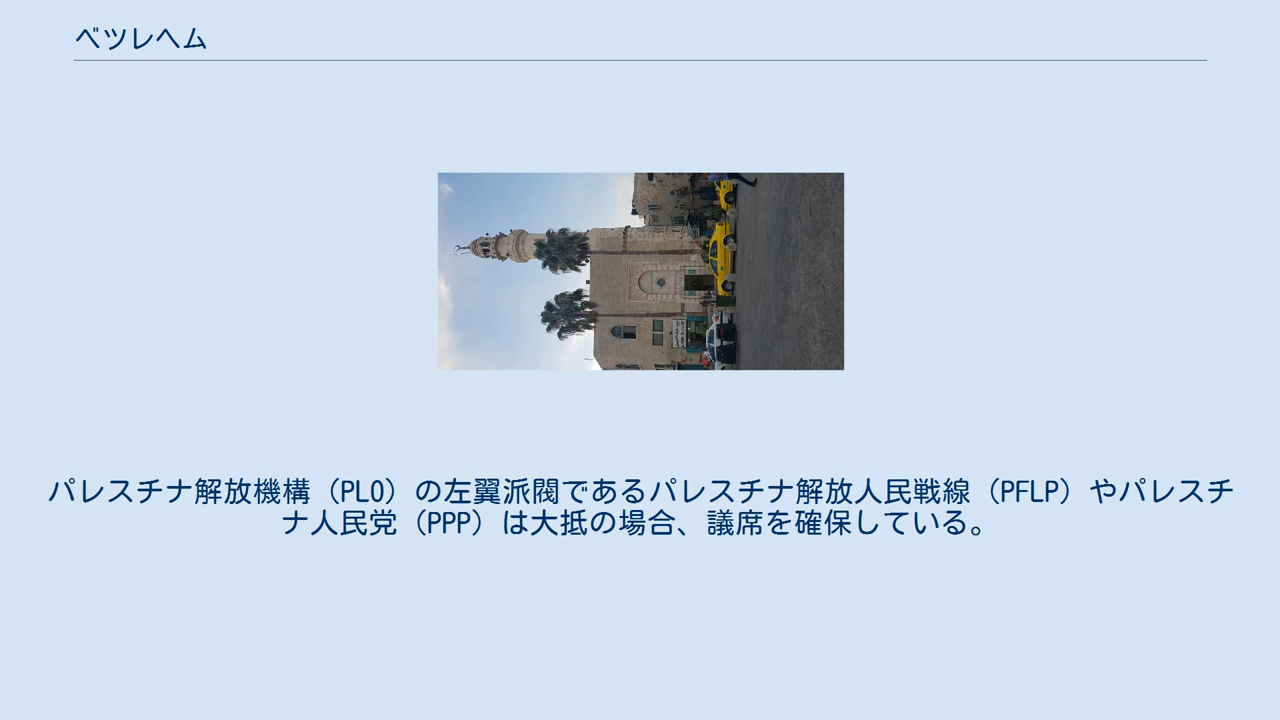 ベツレヘム
パレスチナ解放機構（PLO）の左翼派閥であるパレスチナ解放人民戦線（PFLP）やパレスチ
ナ人民党（PPP）は大抵の場合、議席を確保している。